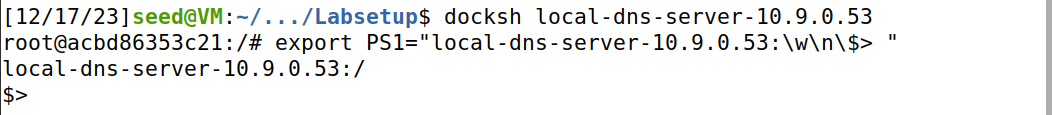 [12/17/23]seed@VM:~/.../Labsetup$ docksh local-dns-server-10.9.0.53
root@acbd86353c21:/# export PS1="local-dns-server-10.9.0.53:\w\n\$> "
local-dns-server-10.9.0.53:/
$>